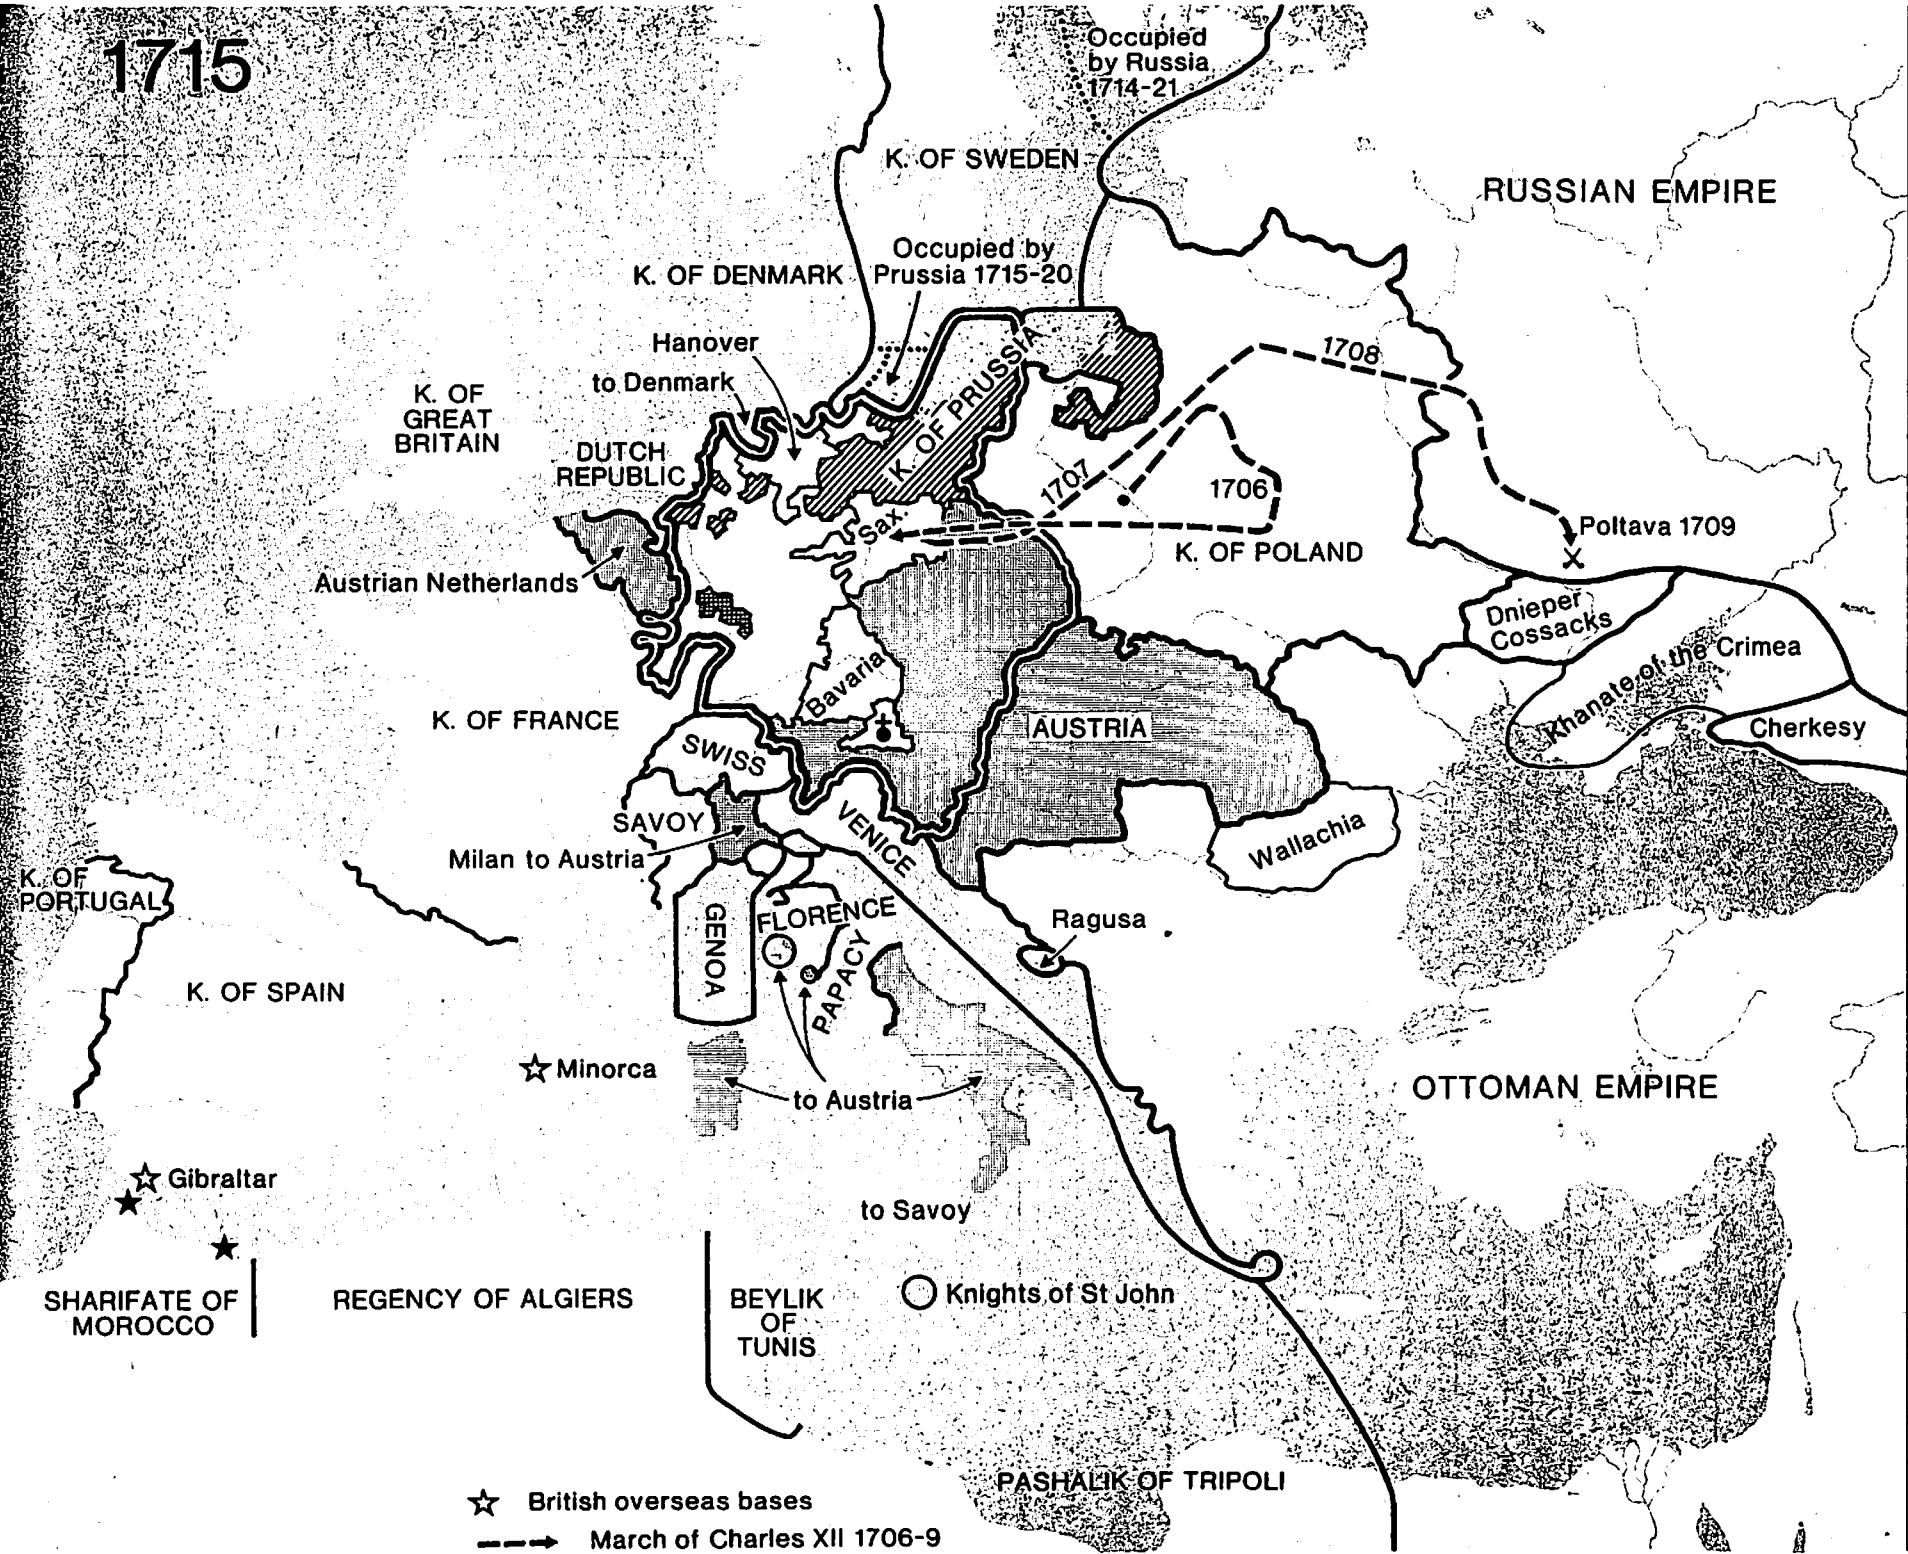 1715
Occupied
by Russia
1714-21
K. OF SWEDEN
RUSSIAN EMPIRE
Occupied by
Prussia 1715-20
K. OF DENMARK
Hanover
to Denmark
K. OF
GREAT
BRITAIN
DUTCH
REPUBLIC
K. OF PRUSSIA
1708
1707
1706
Sax.
Poltava 1709
K. OF POLAND
Austrian Netherlands
Dnieper
Cossacks
Khanate of the Crimea
Cherkesy
Bavaria
K. OF FRANCE
AUSTRIA
SWISS
SAVOY
VENICE
Milan to Austria
Wallachia
K. OF
PORTUGAL
GENOA
FLORENCE
PAPACY
Ragusa
K. OF SPAIN
Minorca
to Austria
OTTOMAN EMPIRE
Gibraltar
to Savoy
SHARIFATE OF
MOROCCO
REGENCY OF ALGIERS
BEYLIK
OF
TUNIS
Knights of St John
PASHALIK OF TRIPOLI
British overseas bases
March of Charles XII 1706-9